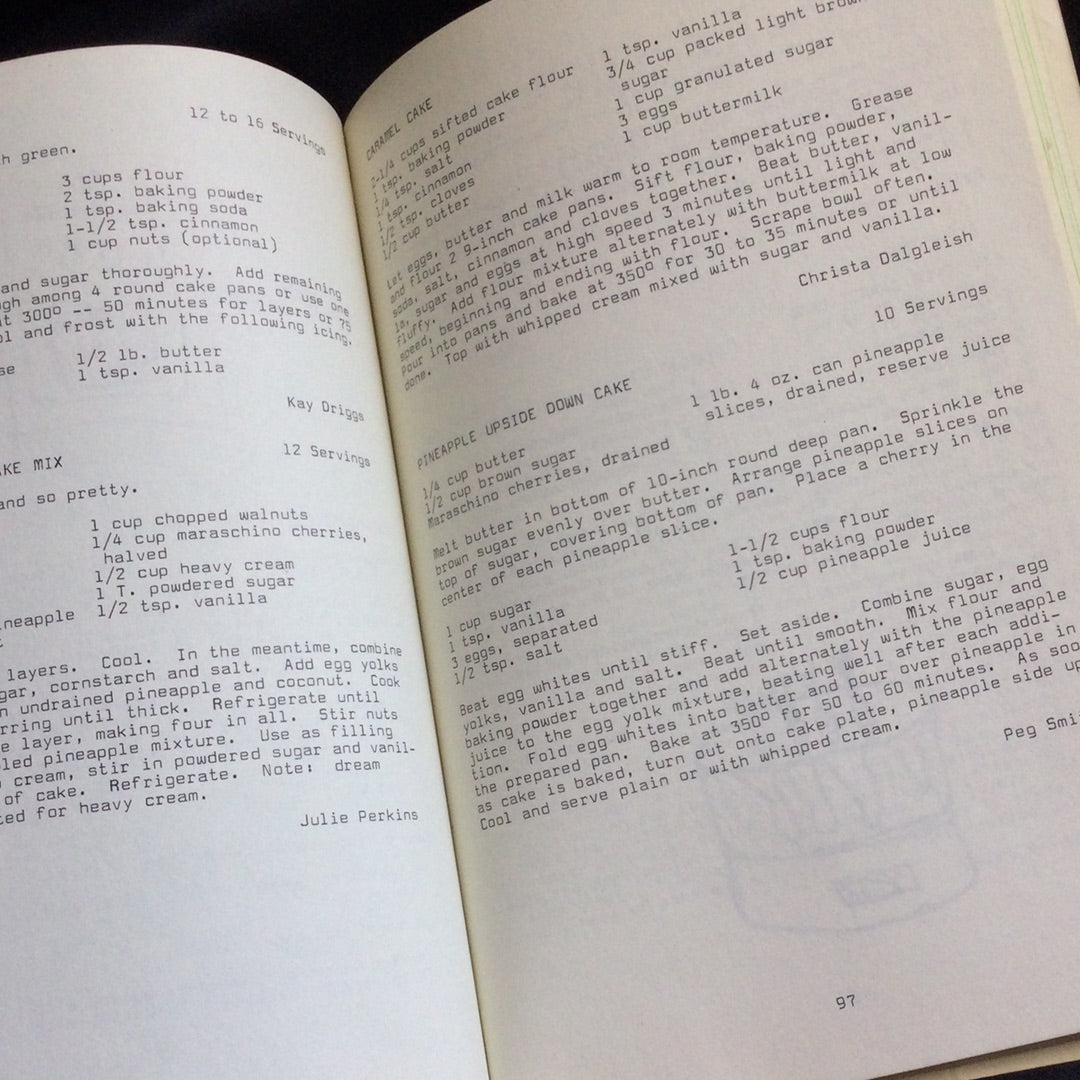 12 to 16 Servings
green.
3 cups flour
2 tsp. baking powder
1 tsp. baking soda
1-1/2 tsp. cinnamon
1 cup nuts (optional)
and sugar thoroughly. Add remaining
among 4 round cake pans or use one
300° -- 50 minutes for layers or 75
and frost with the following icing.
1/2 lb. butter
1 tsp. vanilla
Kay Driggs
12 Servings
MIX
and so pretty.
1 cup chopped walnuts
1/4 cup maraschino cherries,
halved
1/2 cup heavy cream
1 T. powdered sugar
1/2 tsp. vanilla
layers. Cool. In the meantime, combine
cornstarch and salt. Add egg yolks
undrained pineapple and coconut. Cook
until thick. Refrigerate until
layer, making four in all. Stir nuts
pineapple mixture. Use as filling
cream, stir in powdered sugar and vanil-
of cake. Refrigerate. Note: dream
for heavy cream.
Julie Perkins
CARAMEL CAKE
2-1/4 cups sifted cake flour
1 tsp. baking powder
1/4 tsp. salt
1 tsp. cinnamon
1/2 tsp. cloves
1/2 cup butter
1 tsp. vanilla
3/4 cup packed light
sugar
1 cup granulated sugar
3 eggs
1 cup buttermilk
Let eggs, butter and milk warm to room temperature. Grease
and flour 2 9-inch cake pans. Sift flour, baking powder,
soda, salt, cinnamon and cloves together. Beat butter, vanil-
la, sugar and eggs at high speed 3 minutes until light and
fluffy. Add flour mixture alternately with buttermilk at low
speed, beginning and ending with flour. Scrape bowl often.
Pour into pans and bake at 350° for 30 to 35 minutes or until
done. Top with whipped cream mixed with sugar and vanilla.
Christa Dalgleish
10 Servings
PINEAPPLE UPSIDE DOWN CAKE
1/4 cup butter
1/2 cup brown sugar
Maraschino cherries, drained
1 lb. 4 oz. can pineapple
slices, drained, reserve juice
Melt butter in bottom of 10-inch round deep pan. Sprinkle the
brown sugar evenly over butter. Arrange pineapple slices on
top of sugar, covering bottom of pan. Place a cherry in the
center of each pineapple slice.
1 cup sugar
1 tsp. vanilla
3 eggs, separated
1/2 tsp. salt
1-1/2 cups flour
1 tsp. baking powder
1/2 cup pineapple juice
Beat egg whites until stiff. Set aside. Combine sugar, egg
yolks, vanilla and salt. Beat until smooth. Mix flour and
baking powder together and add alternately with the pineapple
juice to the egg yolk mixture, beating well after each addi-
tion. Fold egg whites into batter and pour over pineapple in
the prepared pan. Bake at 350° for 50 to 60 minutes. As
as cake is baked, turn out onto cake plate, pineapple side
Cool and serve plain or with whipped cream.
Peg
97